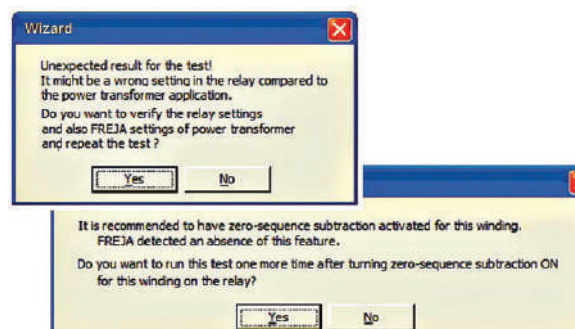 Wizard
Unexpected result for the test!
It might be a wrong setting in the relay compared to
the power transformer application.
Do you want to verify the relay settings
and also FREJA settings of power transformer
and repeat the test ?
Yes No
It is recommended to have zero-sequence subtraction activated for this winding.
FREJA detected an absence of this feature.
Do you want to run this test one more time after turning zero-sequence subtraction ON
for this winding on the relay?
Yes No